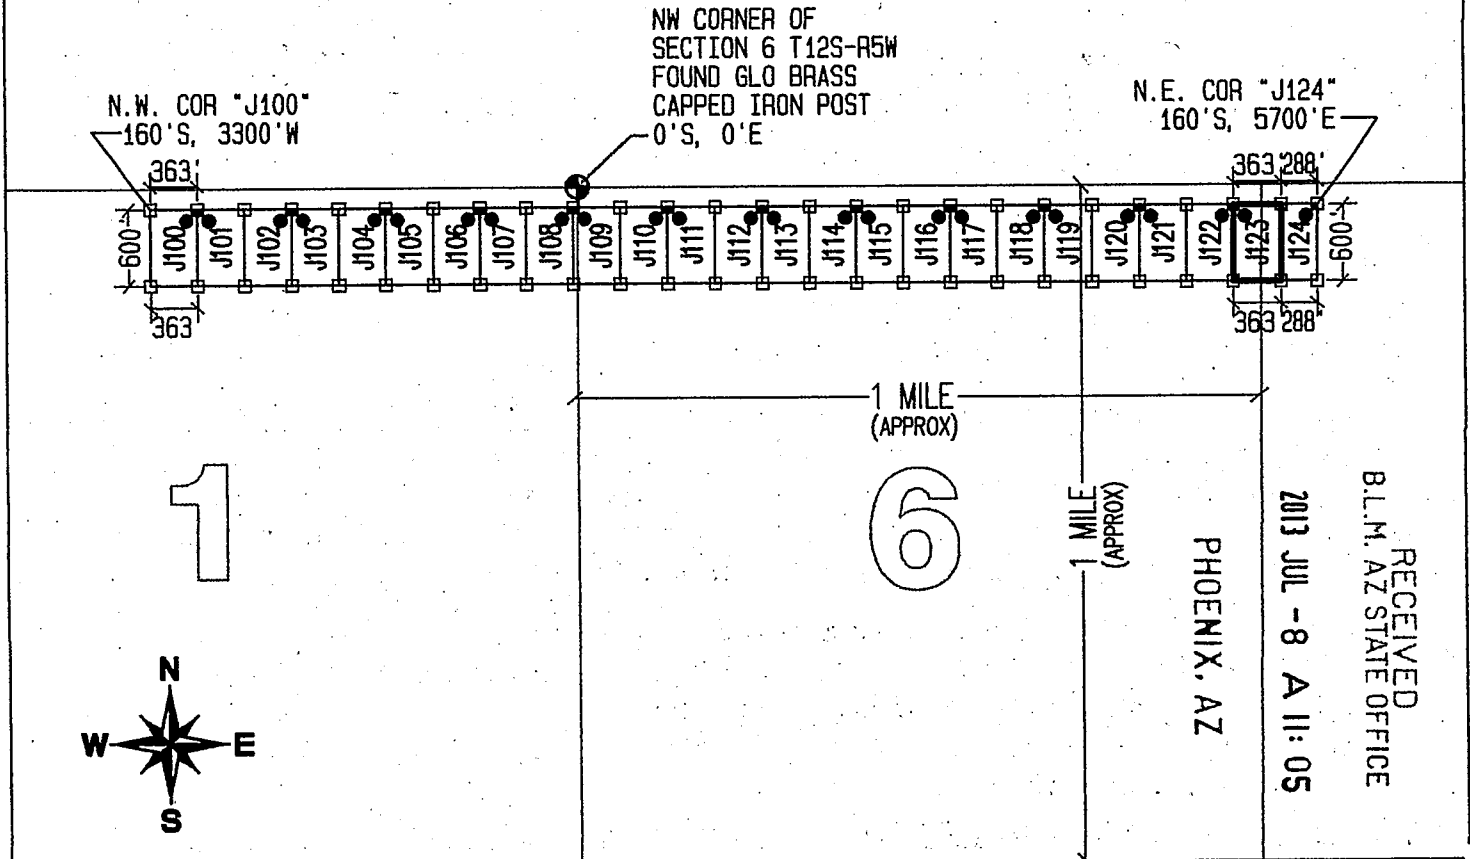 NW CORNER OF
SECTION 6 T12S-R5W
FOUND GLO BRASS
CAPPED IRON POST
0'S, 0'E
N.W. COR "J100"
160'S, 3300'W
N.E. COR "J124"
160'S, 5700'E
363'
363'
288'
600'
J100
J101
J102
J103
J104
J105
J106
J107
J108
J109
J110
J111
J112
J113
J114
J115
J116
J117
J118
J119
J120
J121
J122
J123
J124
600'
363
363
288'
1 MILE
(APPROX)
1
6
1 MILE
(APPROX)
RECEIVED
B.L.M. AZ STATE OFFICE
2013 JUL -8 A 11: 05
PHOENIX, AZ
N
W
E
S